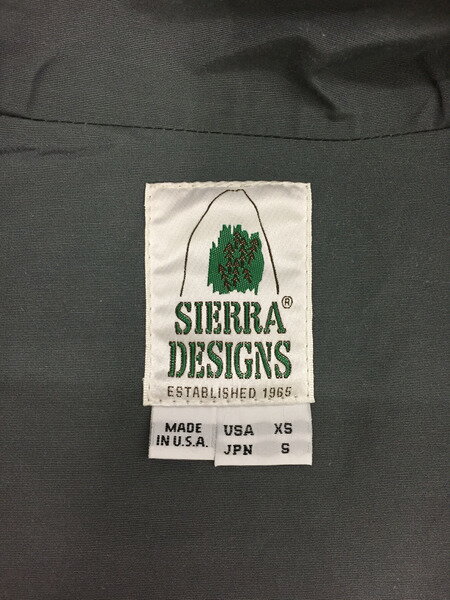 SIERRA®
DESIGNS
ESTABLISHED 1965
MADE
IN U.S.A.
USA XS
JPN S